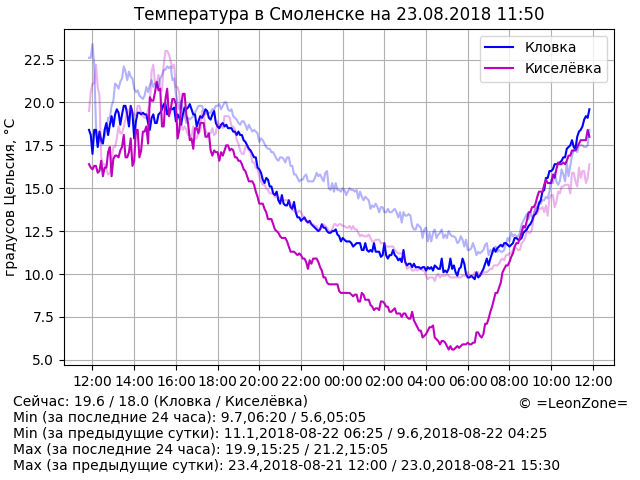 Температура в Смоленске на 23.08.2018 11:50
Кловка
Киселёвка
градусов Цельсия, °C
22.5
20.0
17.5
15.0
12.5
10.0
7.5
5.0
12:00 14:00 16:00 18:00 20:00 22:00 00:00 02:00 04:00 06:00 08:00 10:00 12:00
Сейчас: 19.6 / 18.0 (Кловка / Киселёвка)
© =LeonZone=
Min (за последние 24 часа): 9.7,06:20 / 5.6,05:05
Min (за предыдущие сутки): 11.1,2018-08-22 06:25 / 9.6,2018-08-22 04:25
Max (за последние 24 часа): 19.9,15:25 / 21.2,15:05
Max (за предыдущие сутки): 23.4,2018-08-21 12:00 / 23.0,2018-08-21 15:30